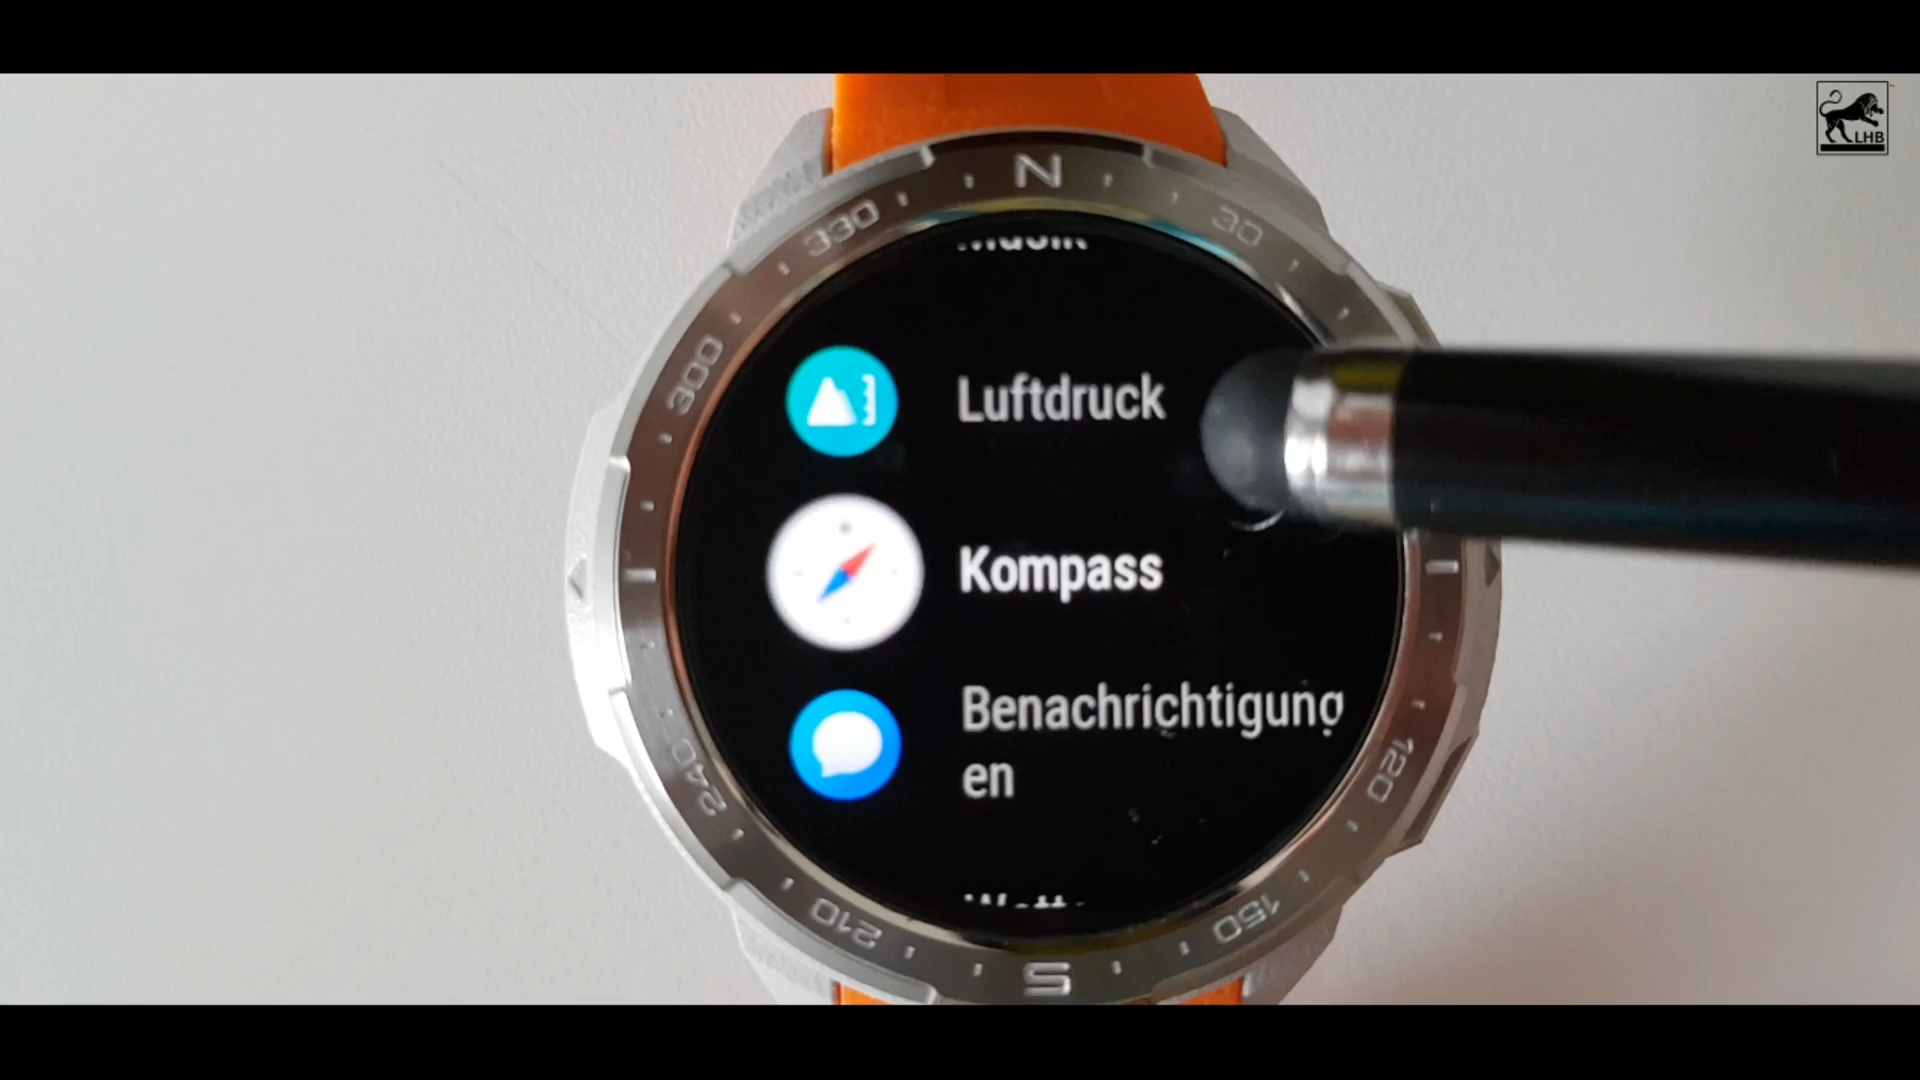 LHB
N
330
30
300
Luftdruck
Kompass
Benachrichtigung
en
240
120
210
150
S